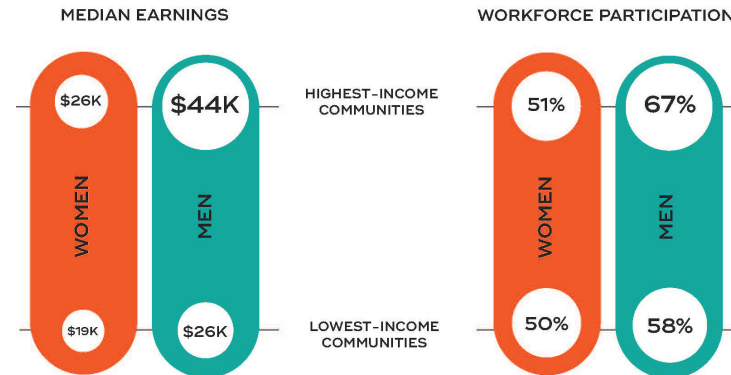 MEDIAN EARNINGS
WORKFORCE PARTICIPATION
$26K
$44K
HIGHEST-INCOME
COMMUNITIES
51%
67%
WOMEN
MEN
WOMEN
MEN
$19K
$26K
LOWEST-INCOME
COMMUNITIES
50%
58%